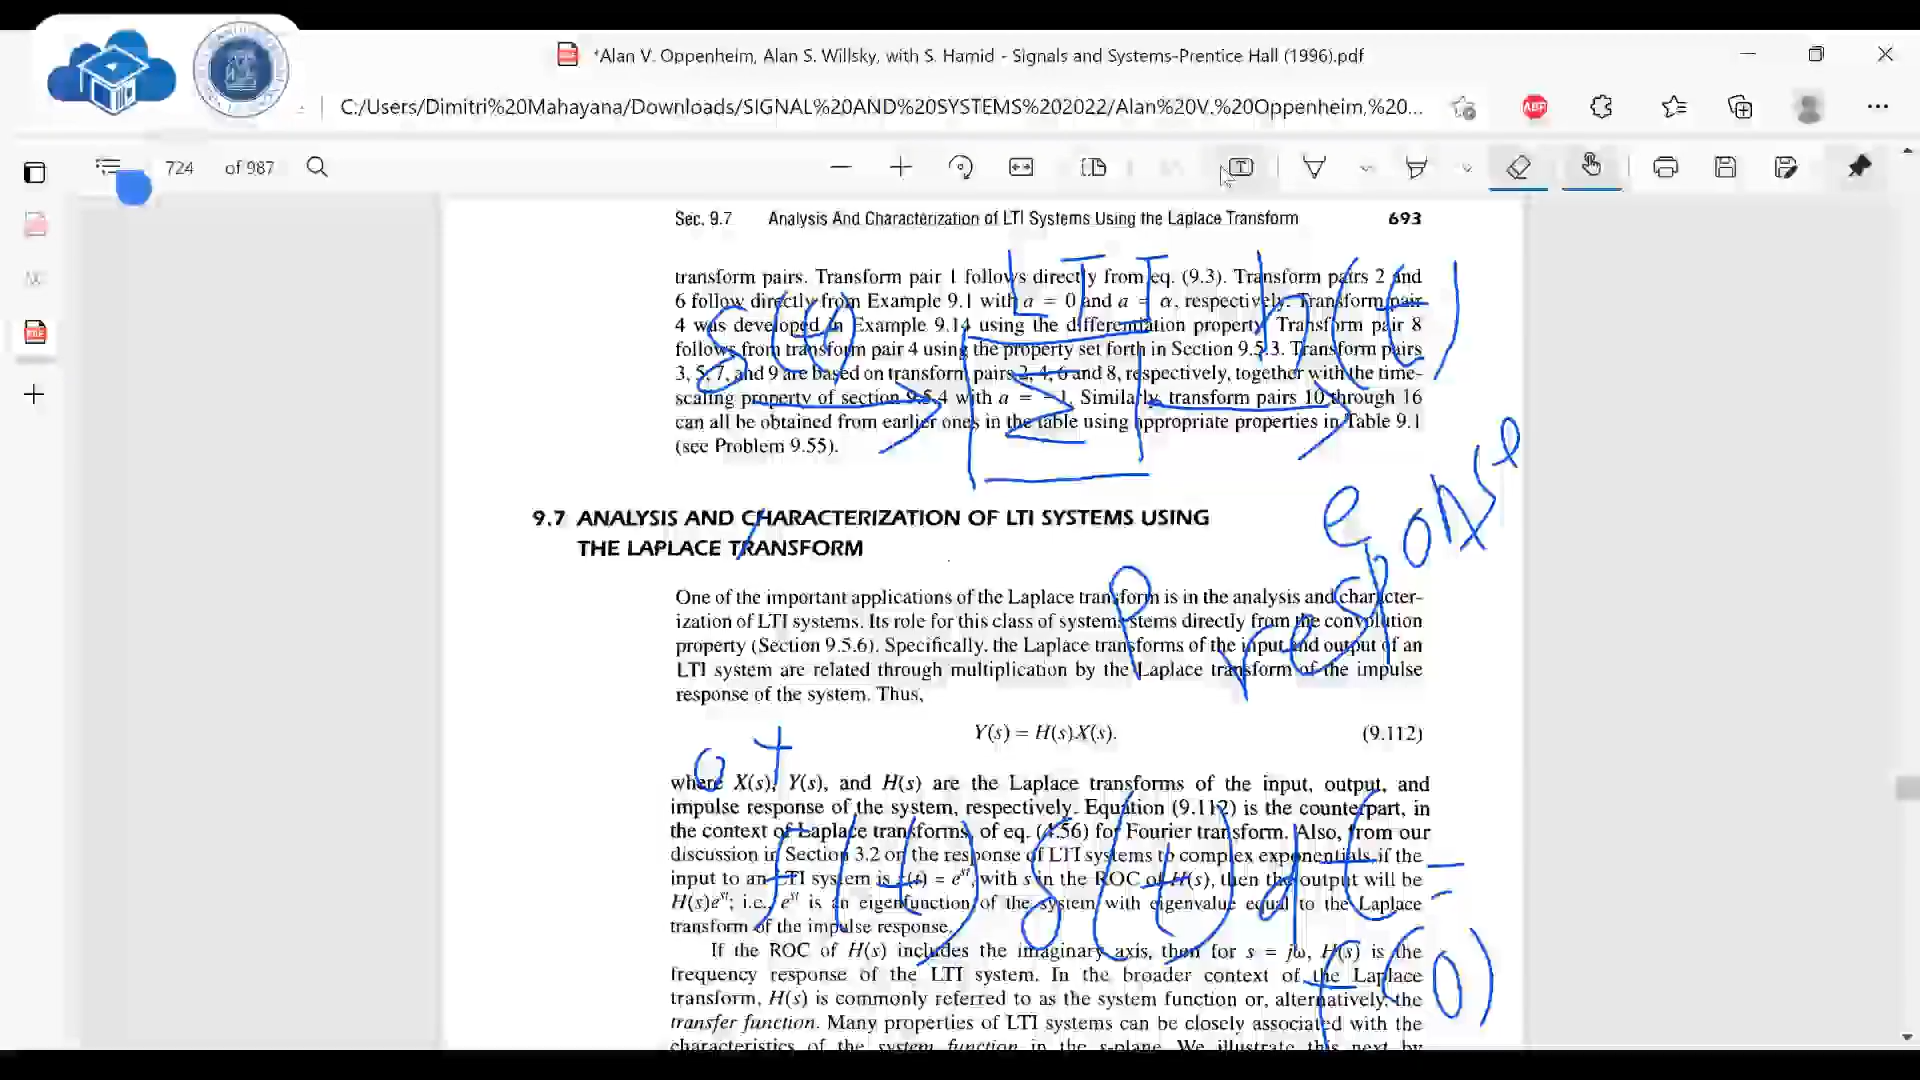 *Alan V. Oppenheim, Alan S. Willsky, with S. Hamid - Signals and Systems-Prentice Hall (1996).pdf
C:/Users/Dimitri%20Mahayana/Downloads/SIGNAL%20AND%20SYSTEMS%202022/Alan%20V.%20Oppenheim,%20...
ABP
724 of 987
Sec. 9.7 Analysis And Characterization of LTI Systems Using the Laplace Transform 693
transform pairs. Transform pair 1 follows directly from eq. (9.3). Transform pairs 2 and
6 follow directly from Example 9.1 with a = 0 and a = α, respectively. Transform pair
4 was developed in Example 9.14 using the differentiation property. Transform pair 8
follows from transform pair 4 using the property set forth in Section 9.5.3. Transform pairs
3, 5, 7, and 9 are based on transform pairs 2, 4, 6 and 8, respectively, together with the time-
scaling property of section 9.5.4 with a = -1. Similarly, transform pairs 10 through 16
can all be obtained from earlier ones in the table using appropriate properties in Table 9.1
(see Problem 9.55).
LTI
δ(t)
h(t)
response
9.7 ANALYSIS AND CHARACTERIZATION OF LTI SYSTEMS USING
THE LAPLACE TRANSFORM
One of the important applications of the Laplace transform is in the analysis and character-
ization of LTI systems. Its role for this class of systems stems directly from the convolution
property (Section 9.5.6). Specifically, the Laplace transforms of the input and output of an
LTI system are related through multiplication by the Laplace transform of the impulse
response of the system. Thus,
Y(s) = H(s)X(s). (9.112)
where X(s), Y(s), and H(s) are the Laplace transforms of the input, output, and
impulse response of the system, respectively. Equation (9.112) is the counterpart, in
the context of Laplace transforms, of eq. (4.56) for Fourier transform. Also, from our
discussion in Section 3.2 on the response of LTI systems to complex exponentials, if the
input to an LTI system is x(t) = e^st, with s in the ROC of H(s), then the output will be
H(s)e^st; i.e., e^st is an eigenfunction of the system with eigenvalue equal to the Laplace
transform of the impulse response.
0+
f(t) δ(t) dt =
f(0)
If the ROC of H(s) includes the imaginary axis, then for s = jω, H(s) is the
frequency response of the LTI system. In the broader context of the Laplace
transform, H(s) is commonly referred to as the system function or, alternatively, the
transfer function. Many properties of LTI systems can be closely associated with the
characteristics of the system function in the s-plane. We illustrate this next by